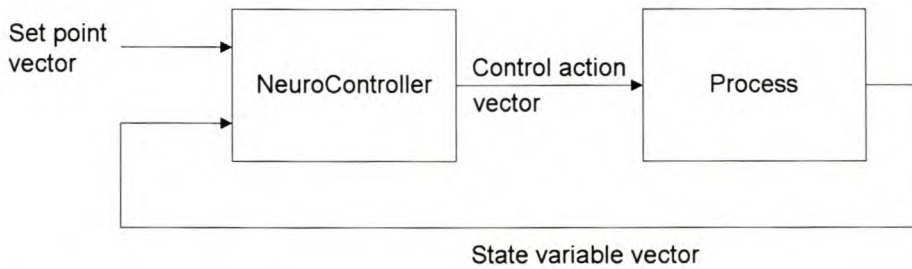 Set point
vector
NeuroController
Control action
vector
Process
State variable vector